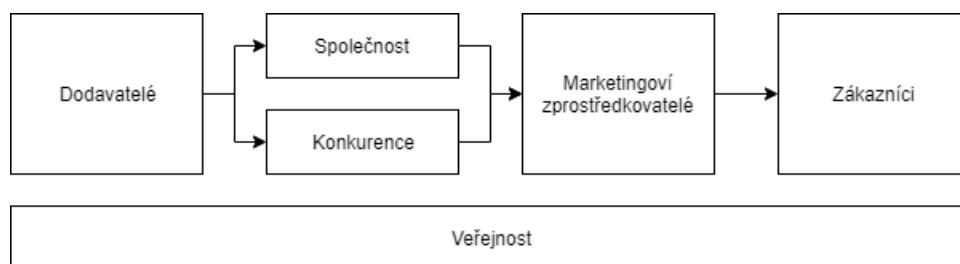 Dodavatelé
Společnost
Konkurence
Marketingoví
zprostředkovatelé
Zákazníci
Veřejnost